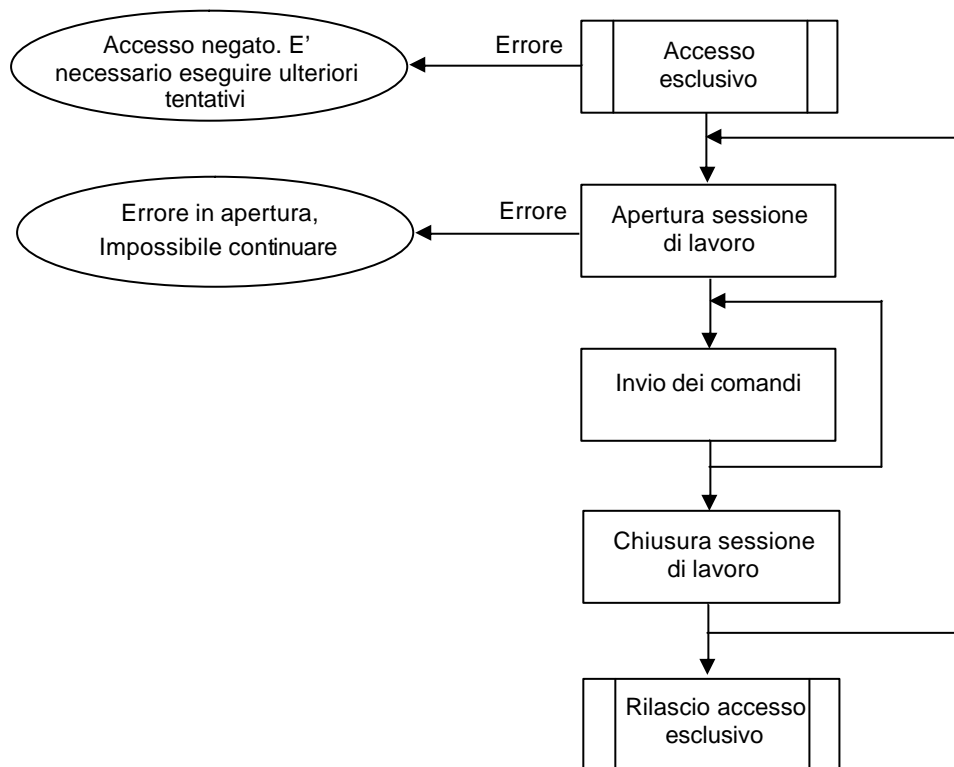 Accesso negato. E'
necessario eseguire ulteriori
tentativi
Errore
Accesso
esclusivo
Errore in apertura,
Impossibile continuare
Errore
Apertura sessione
di lavoro
Invio dei comandi
Chiusura sessione
di lavoro
Rilascio accesso
esclusivo